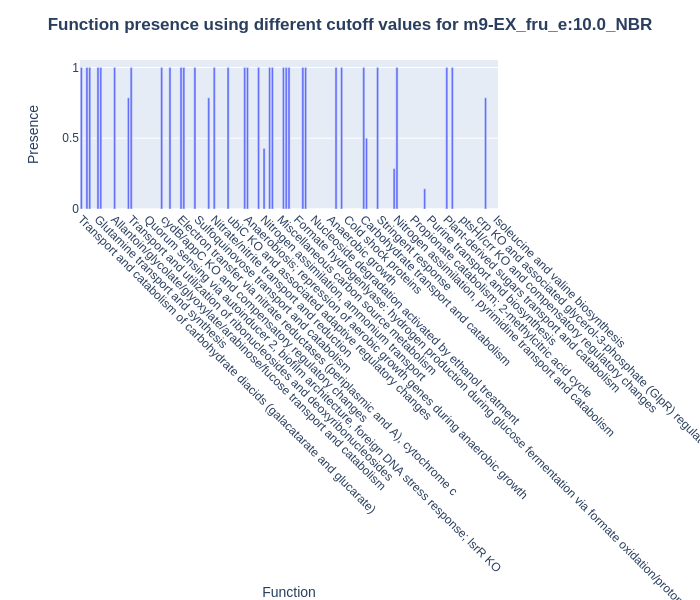 Function presence using different cutoff values for m9-EX_fru_e:10.0_NBR
Presence
1
0.5
0
Transport and catabolism of carbohydrate diacids (galacatarate and glucarate)
Glutamine transport and synthesis
Allantoin/glycolate/glyoxylate/arabinose/fucose transport and catabolism
Transport and utilization of ribonucleosides and deoxyribonucleosides
Quorum sensing via autoinducer 2, biofilm architecture, foreign DNA stress response; lsrR KO
cydB/appC KO and compensatory regulatory changes
Electron transfer via nitrate reductases (periplasmic and A), cytochrome c
Sulfoquinovose transport and catabolism
Nitrate/nitrite transport and reduction
ubiC KO and associated adaptive regulatory changes
Anaerobiosis, repression of aerobic growth genes during anaerobic growth
Nitrogen assimilation, ammonium transport
Miscellaneous carbon source metabolism
Formate hydrogenlyase: hydrogen production during glucose fermentation via formate oxidation/proton
Nucleoside degradation, activated by ethanol treatment
Anaerobic growth
Cold shock proteins
Carbohydrate transport and catabolism
Stringent response
Nitrogen assimilation, pyrimidine transport and catabolism
Propionate catabolism; 2-methylcitric acid cycle
Purine transport and biosynthesis
Plant-derived sugars transport and catabolism
ptsHI/crr KO and compensatory regulatory changes
crp KO and associated glycerol-3-phosphate (GlpR) regula
Isoleucine and valine biosynthesis
Function